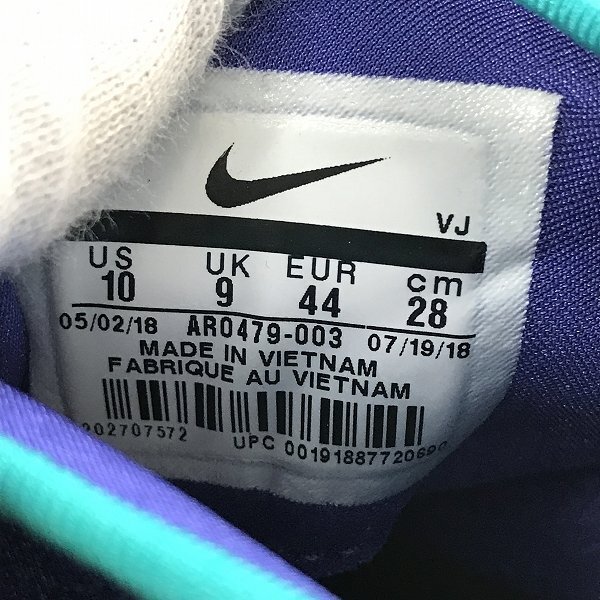 VJ
US UK EUR cm
10 9 44 28
05/02/18 AR0479-003 07/19/18
MADE IN VIETNAM
FABRIQUE AU VIETNAM
202707572 UPC